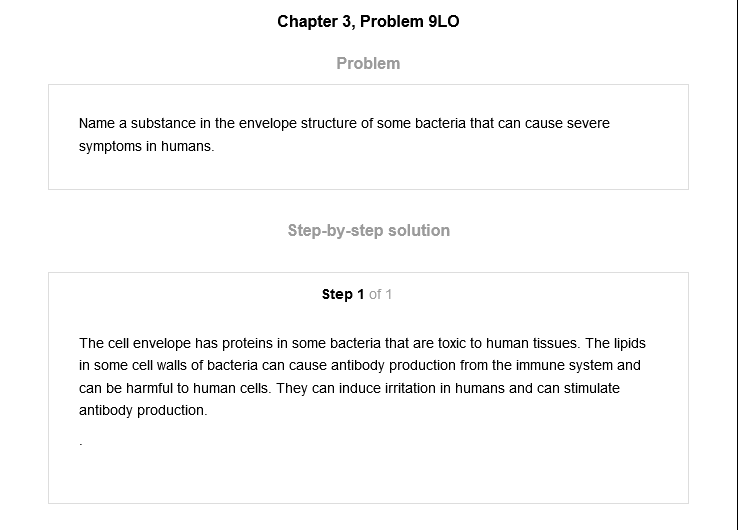 Chapter 3, Problem 9LO
Problem
Name a substance in the envelope structure of some bacteria that can cause severe
symptoms in humans.
Step-by-step solution
Step 1 of 1
The cell envelope has proteins in some bacteria that are toxic to human tissues. The lipids
in some cell walls of bacteria can cause antibody production from the immune system and
can be harmful to human cells. They can induce irritation in humans and can stimulate
antibody production.
.